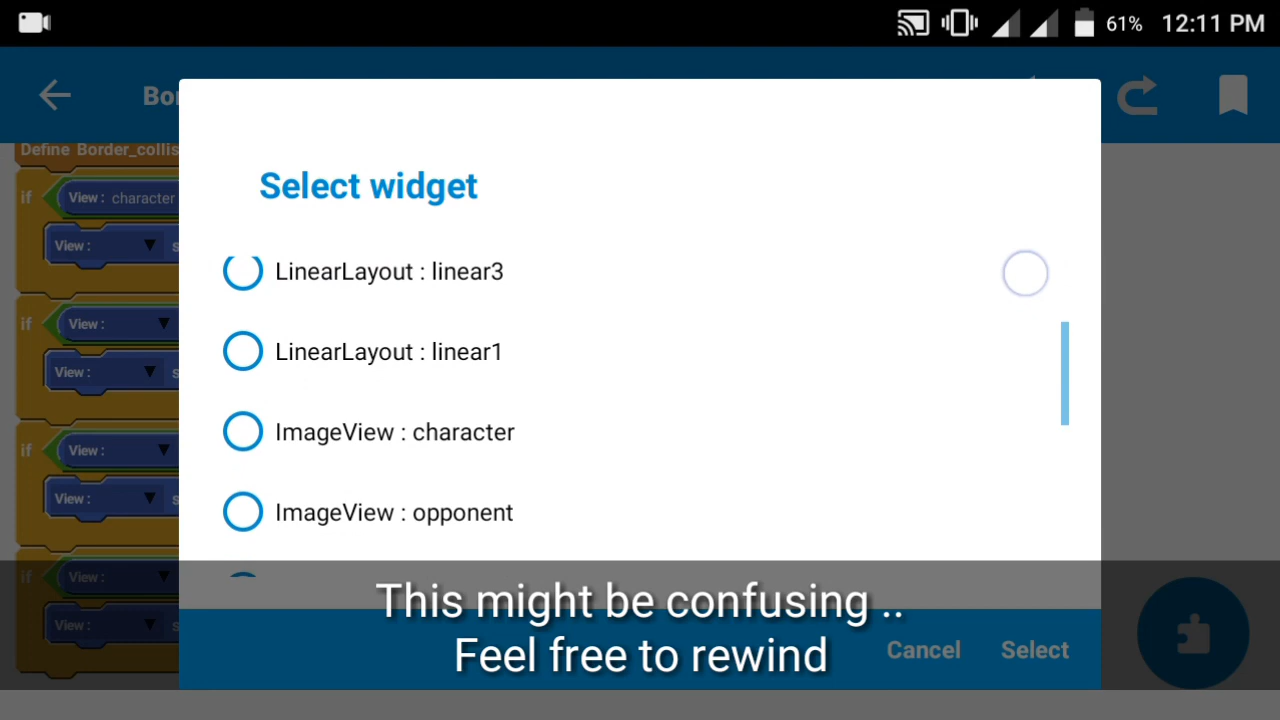 61% 12:11 PM
Bor
Define Border_collis
Select widget
if View : character
View : s
LinearLayout : linear3
if View :
LinearLayout : linear1
View : s
ImageView : character
if View :
View : s
ImageView : opponent
if View :
View : s
This might be confusing ..
Feel free to rewind
Cancel Select